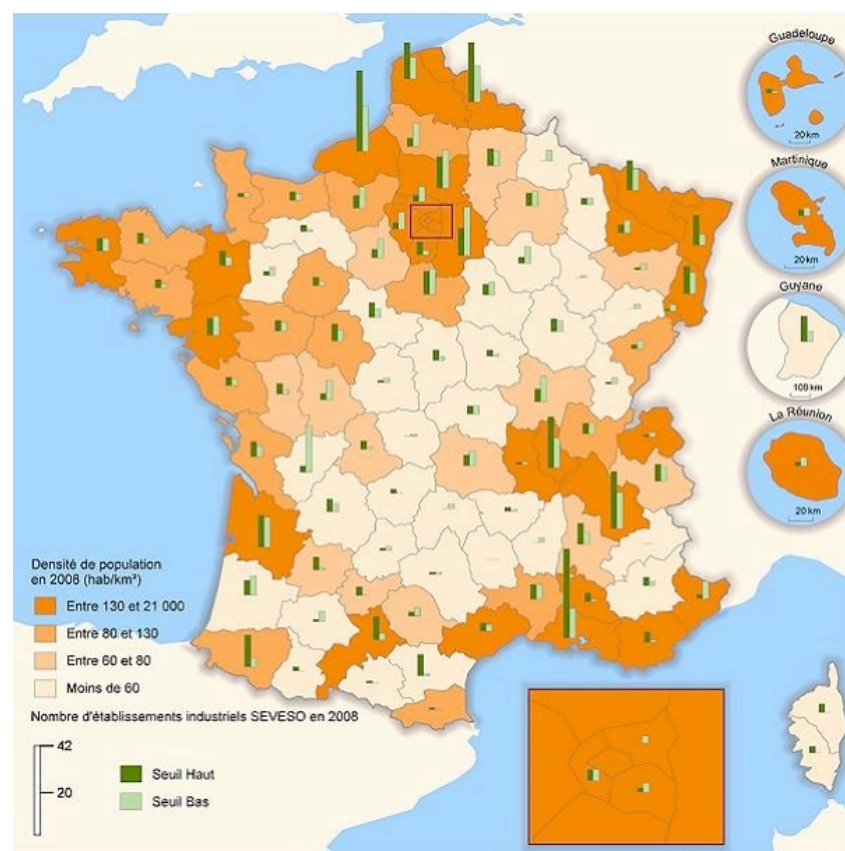 Guadeloupe
20 km
Martinique
20 km
Guyane
100 km
La Réunion
20 km
Densité de population
en 2008 (hab/km²)
Entre 130 et 21 000
Entre 80 et 130
Entre 60 et 80
Moins de 60
Nombre d'établissements industriels SEVESO en 2008
42
20
Seuil Haut
Seuil Bas